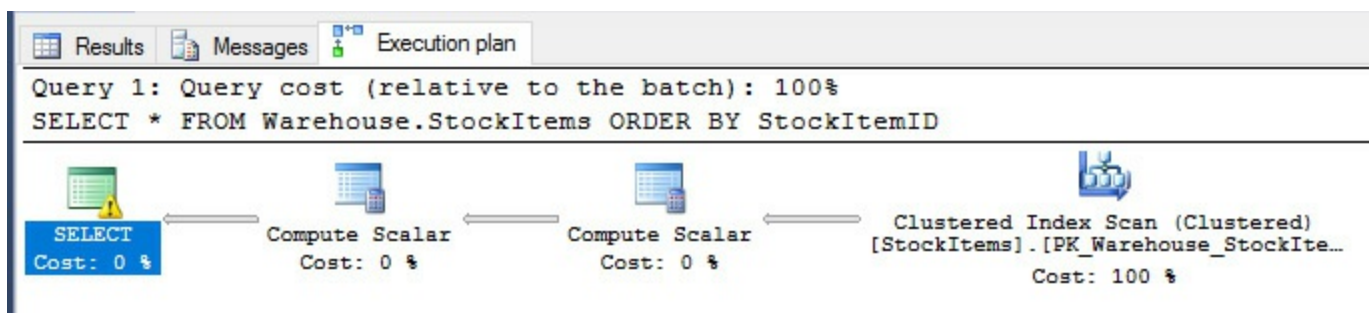 Results Messages Execution plan
Query 1: Query cost (relative to the batch): 100%
SELECT * FROM Warehouse.StockItems ORDER BY StockItemID
SELECT
Cost: 0 %
Compute Scalar
Cost: 0 %
Compute Scalar
Cost: 0 %
Clustered Index Scan (Clustered)
[StockItems].[PK_Warehouse_StockIte…
Cost: 100 %